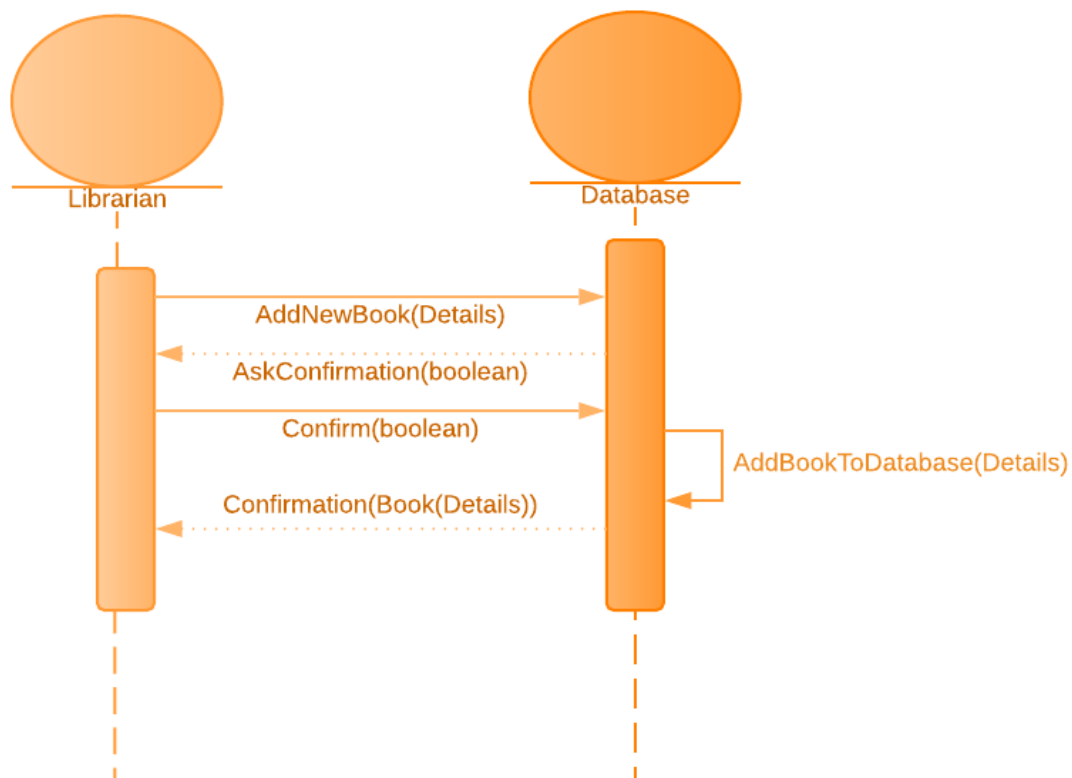 Librarian
Database
AddNewBook(Details)
AskConfirmation(boolean)
Confirm(boolean)
AddBookToDatabase(Details)
Confirmation(Book(Details))